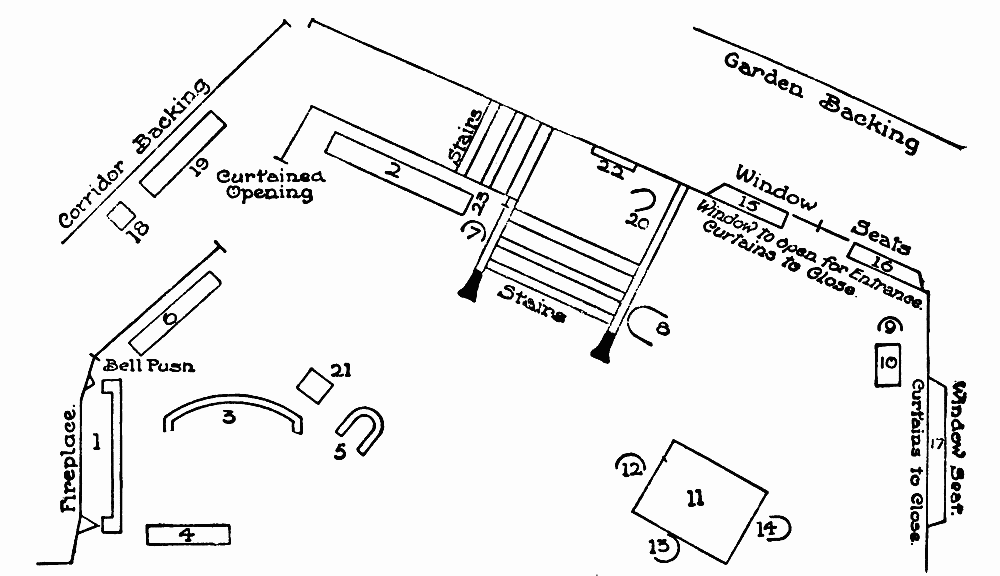 Garden Backing
Corridor Backing
Stairs
19
Curtained
Opening
2
22
Window
15
20
23
18
7
Window to open for Entrance.
Curtains to Close.
Seats
16
Stairs
6
8
9
Bell Push
10
21
3
5
Fireplace.
1
Curtains to Close.
17
Window Seat.
12
11
4
13
14